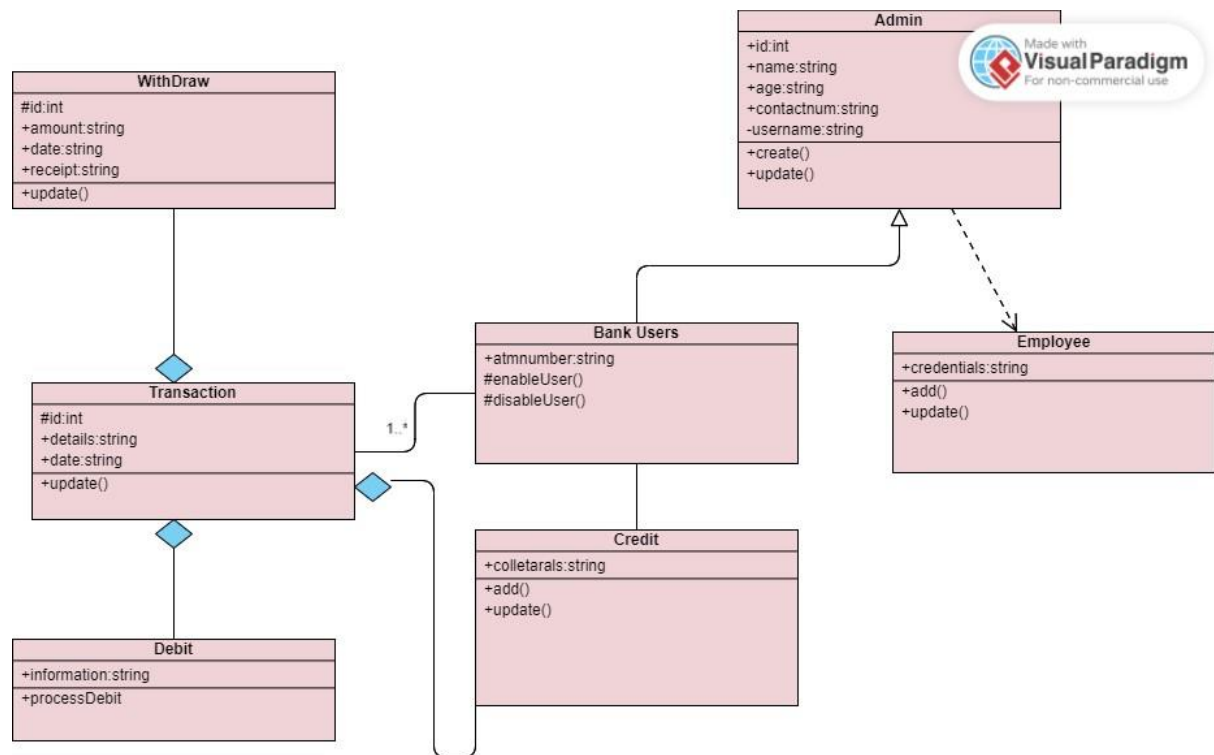 Admin
+id:int
+name:string
+age:string
+contactnum:string
-username:string
+create()
+update()
Made with
VisualParadigm
For non-commercial use
WithDraw
#id:int
+amount:string
+date:string
+receipt:string
+update()
Bank Users
+atmnumber:string
#enableUser()
#disableUser()
Employee
+credentials:string
+add()
+update()
Transaction
#id:int
+details:string
+date:string
+update()
1..*
Credit
+colletarals:string
+add()
+update()
Debit
+information:string
+processDebit